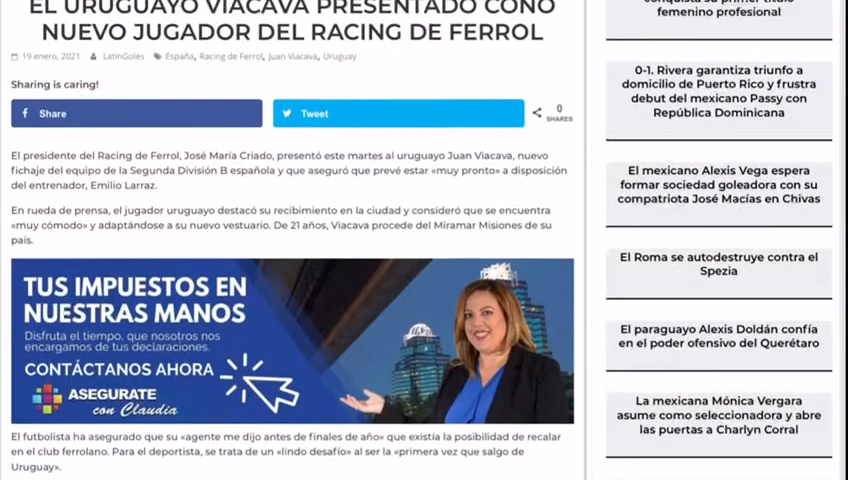 EL URUGUAYO VIACAVA PRESENTADO CONO
NUEVO JUGADOR DEL RACING DE FERROL
19 enero, 2021 LatinGoles España, Racing de Ferrol, Juan Viacava, Uruguay
Sharing is caring!
Share
Tweet
0
SHARES
El presidente del Racing de Ferrol, José María Criado, presentó este martes al uruguayo Juan Viacava, nuevo
fichaje del equipo de la Segunda División B española y que aseguró que prevé estar «muy pronto» a disposición
del entrenador, Emilio Larraz.
En rueda de prensa, el jugador uruguayo destacó su recibimiento en la ciudad y consideró que se encuentra
«muy cómodo» y adaptándose a su nuevo vestuario. De 21 años, Viacava procede del Miramar Misiones de su
país.
TUS IMPUESTOS EN
NUESTRAS MANOS
Disfruta el tiempo, que nosotros nos
encargamos de tus declaraciones.
CONTÁCTANOS AHORA
ASEGURATE
con Claudia
El futbolista ha asegurado que su «agente me dijo antes de finales de año» que existía la posibilidad de recalar
en el club ferrolano. Para el deportista, se trata de un «lindo desafío» al ser la «primera vez que salgo de
Uruguay».
conquista su primer título
femenino profesional
0-1. Rivera garantiza triunfo a
domicilio de Puerto Rico y frustra
debut del mexicano Passy con
República Dominicana
El mexicano Alexis Vega espera
formar sociedad goleadora con su
compatriota José Macías en Chivas
El Roma se autodestruye contra el
Spezia
El paraguayo Alexis Doldán confía
en el poder ofensivo del Querétaro
La mexicana Mónica Vergara
asume como seleccionadora y abre
las puertas a Charlyn Corral